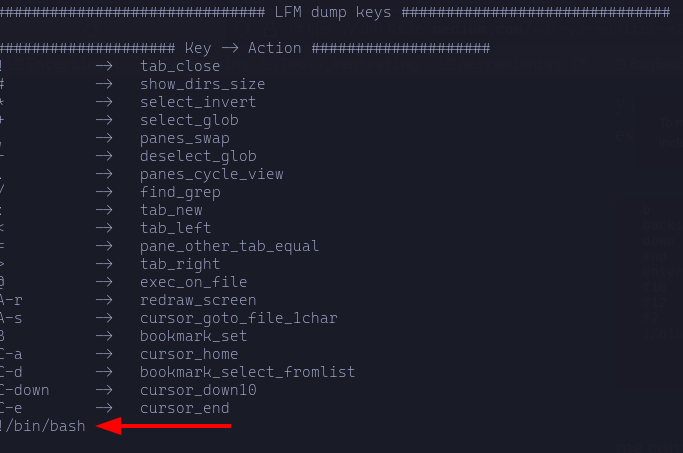 ############################## LFM dump keys ##############################
#################### Key -> Action ####################
! -> tab_close
# -> show_dirs_size
* -> select_invert
+ -> select_glob
, -> panes_swap
- -> deselect_glob
. -> panes_cycle_view
/ -> find_grep
: -> tab_new
< -> tab_left
= -> pane_other_tab_equal
> -> tab_right
@ -> exec_on_file
A-r -> redraw_screen
A-s -> cursor_goto_file_1char
B -> bookmark_set
C-a -> cursor_home
C-d -> bookmark_select_fromlist
C-down -> cursor_down10
C-e -> cursor_end
!/bin/bash